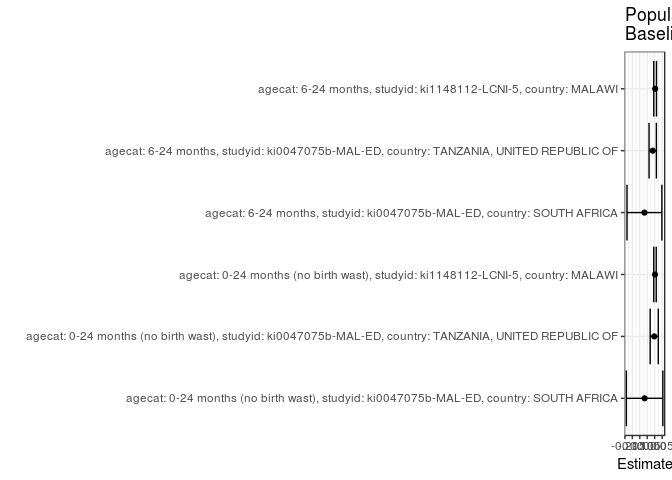 Popul
Baseli
agecat: 6-24 months, studyid: ki1148112-LCNI-5, country: MALAWI
agecat: 6-24 months, studyid: ki0047075b-MAL-ED, country: TANZANIA, UNITED REPUBLIC OF
agecat: 6-24 months, studyid: ki0047075b-MAL-ED, country: SOUTH AFRICA
agecat: 0-24 months (no birth wast), studyid: ki1148112-LCNI-5, country: MALAWI
agecat: 0-24 months (no birth wast), studyid: ki0047075b-MAL-ED, country: TANZANIA, UNITED REPUBLIC OF
agecat: 0-24 months (no birth wast), studyid: ki0047075b-MAL-ED, country: SOUTH AFRICA
Estimate